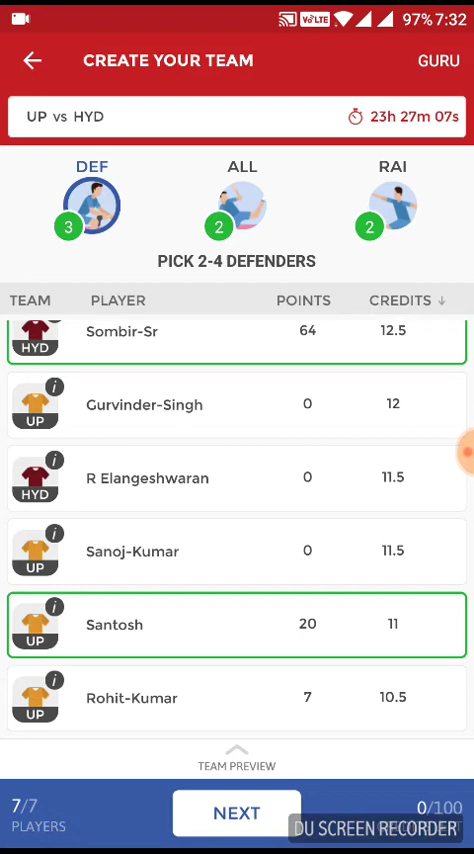 VoLTE 97% 7:32
CREATE YOUR TEAM GURU
UP vs HYD 23h 27m 07s
DEF ALL RAI
3 2 2
PICK 2-4 DEFENDERS
TEAM PLAYER POINTS CREDITS ↓
HYD Sombir-Sr 64 12.5
i
UP Gurvinder-Singh 0 12
i
HYD R Elangeshwaran 0 11.5
i
UP Sanoj-Kumar 0 11.5
i
UP Santosh 20 11
i
UP Rohit-Kumar 7 10.5
TEAM PREVIEW
7/7 NEXT 0/100
PLAYERS
DU SCREEN RECORDER